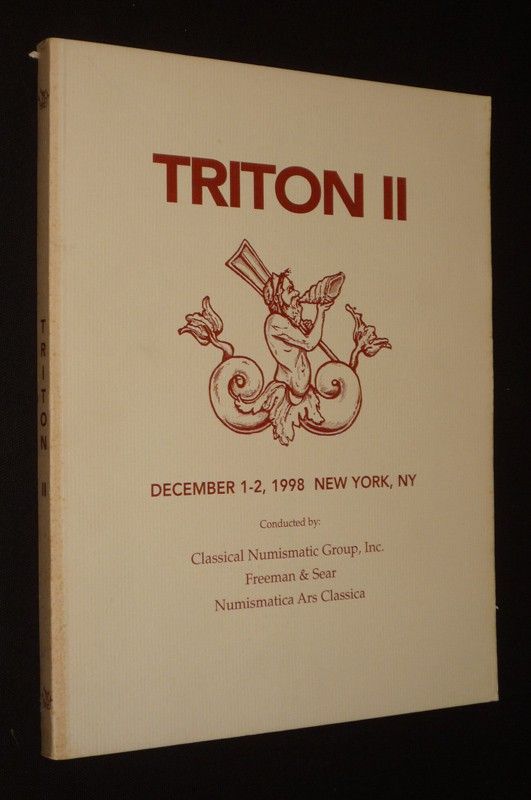 TRITON II
TRITON II
DECEMBER 1-2, 1998 NEW YORK, NY
Conducted by:
Classical Numismatic Group, Inc.
Freeman & Sear
Numismatica Ars Classica